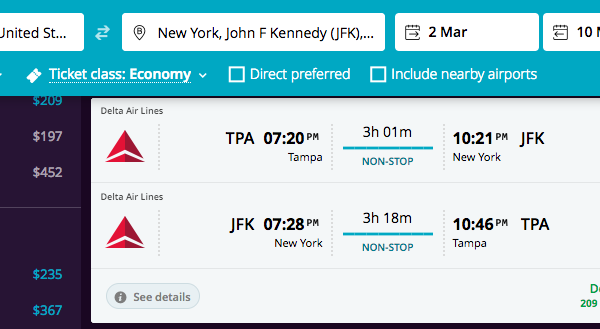 United St...
New York, John F Kennedy (JFK),...
2 Mar
10 M
Ticket class: Economy
Direct preferred
Include nearby airports
$209
$197
$452
$235
$367
Delta Air Lines
TPA 07:20 PM
Tampa
3h 01m
NON-STOP
10:21 PM JFK
New York
Delta Air Lines
JFK 07:28 PM
New York
3h 18m
NON-STOP
10:46 PM TPA
Tampa
See details
209